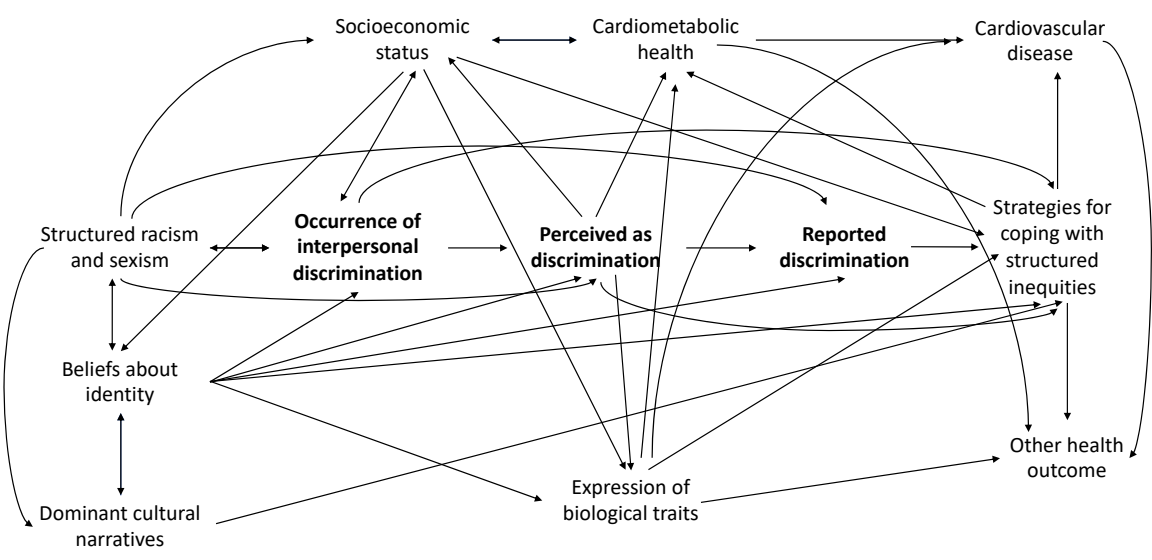 Socioeconomic
status
Cardiometabolic
health
Cardiovascular
disease
Structured racism
and sexism
Occurrence of
interpersonal
discrimination
Perceived as
discrimination
Reported
discrimination
Strategies for
coping with
structured
inequities
Beliefs about
identity
Other health
outcome
Expression of
biological traits
Dominant cultural
narratives